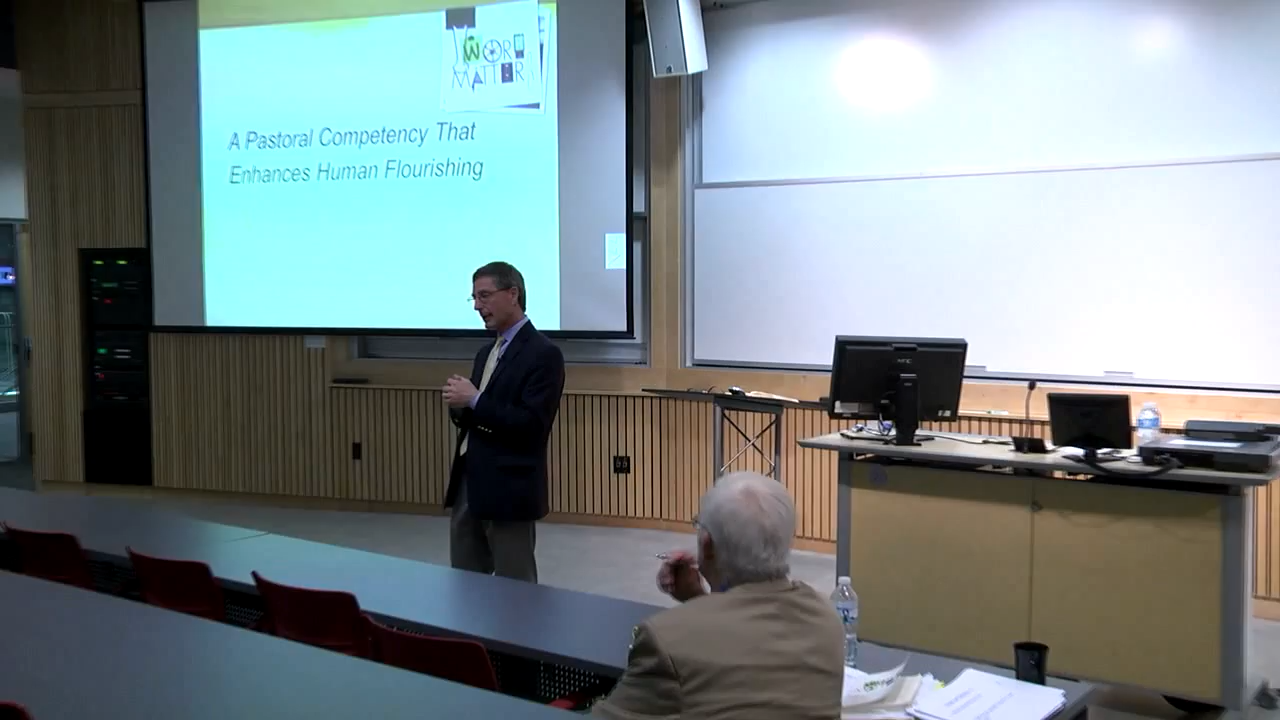 WORK
MATTERS
A Pastoral Competency That
Enhances Human Flourishing